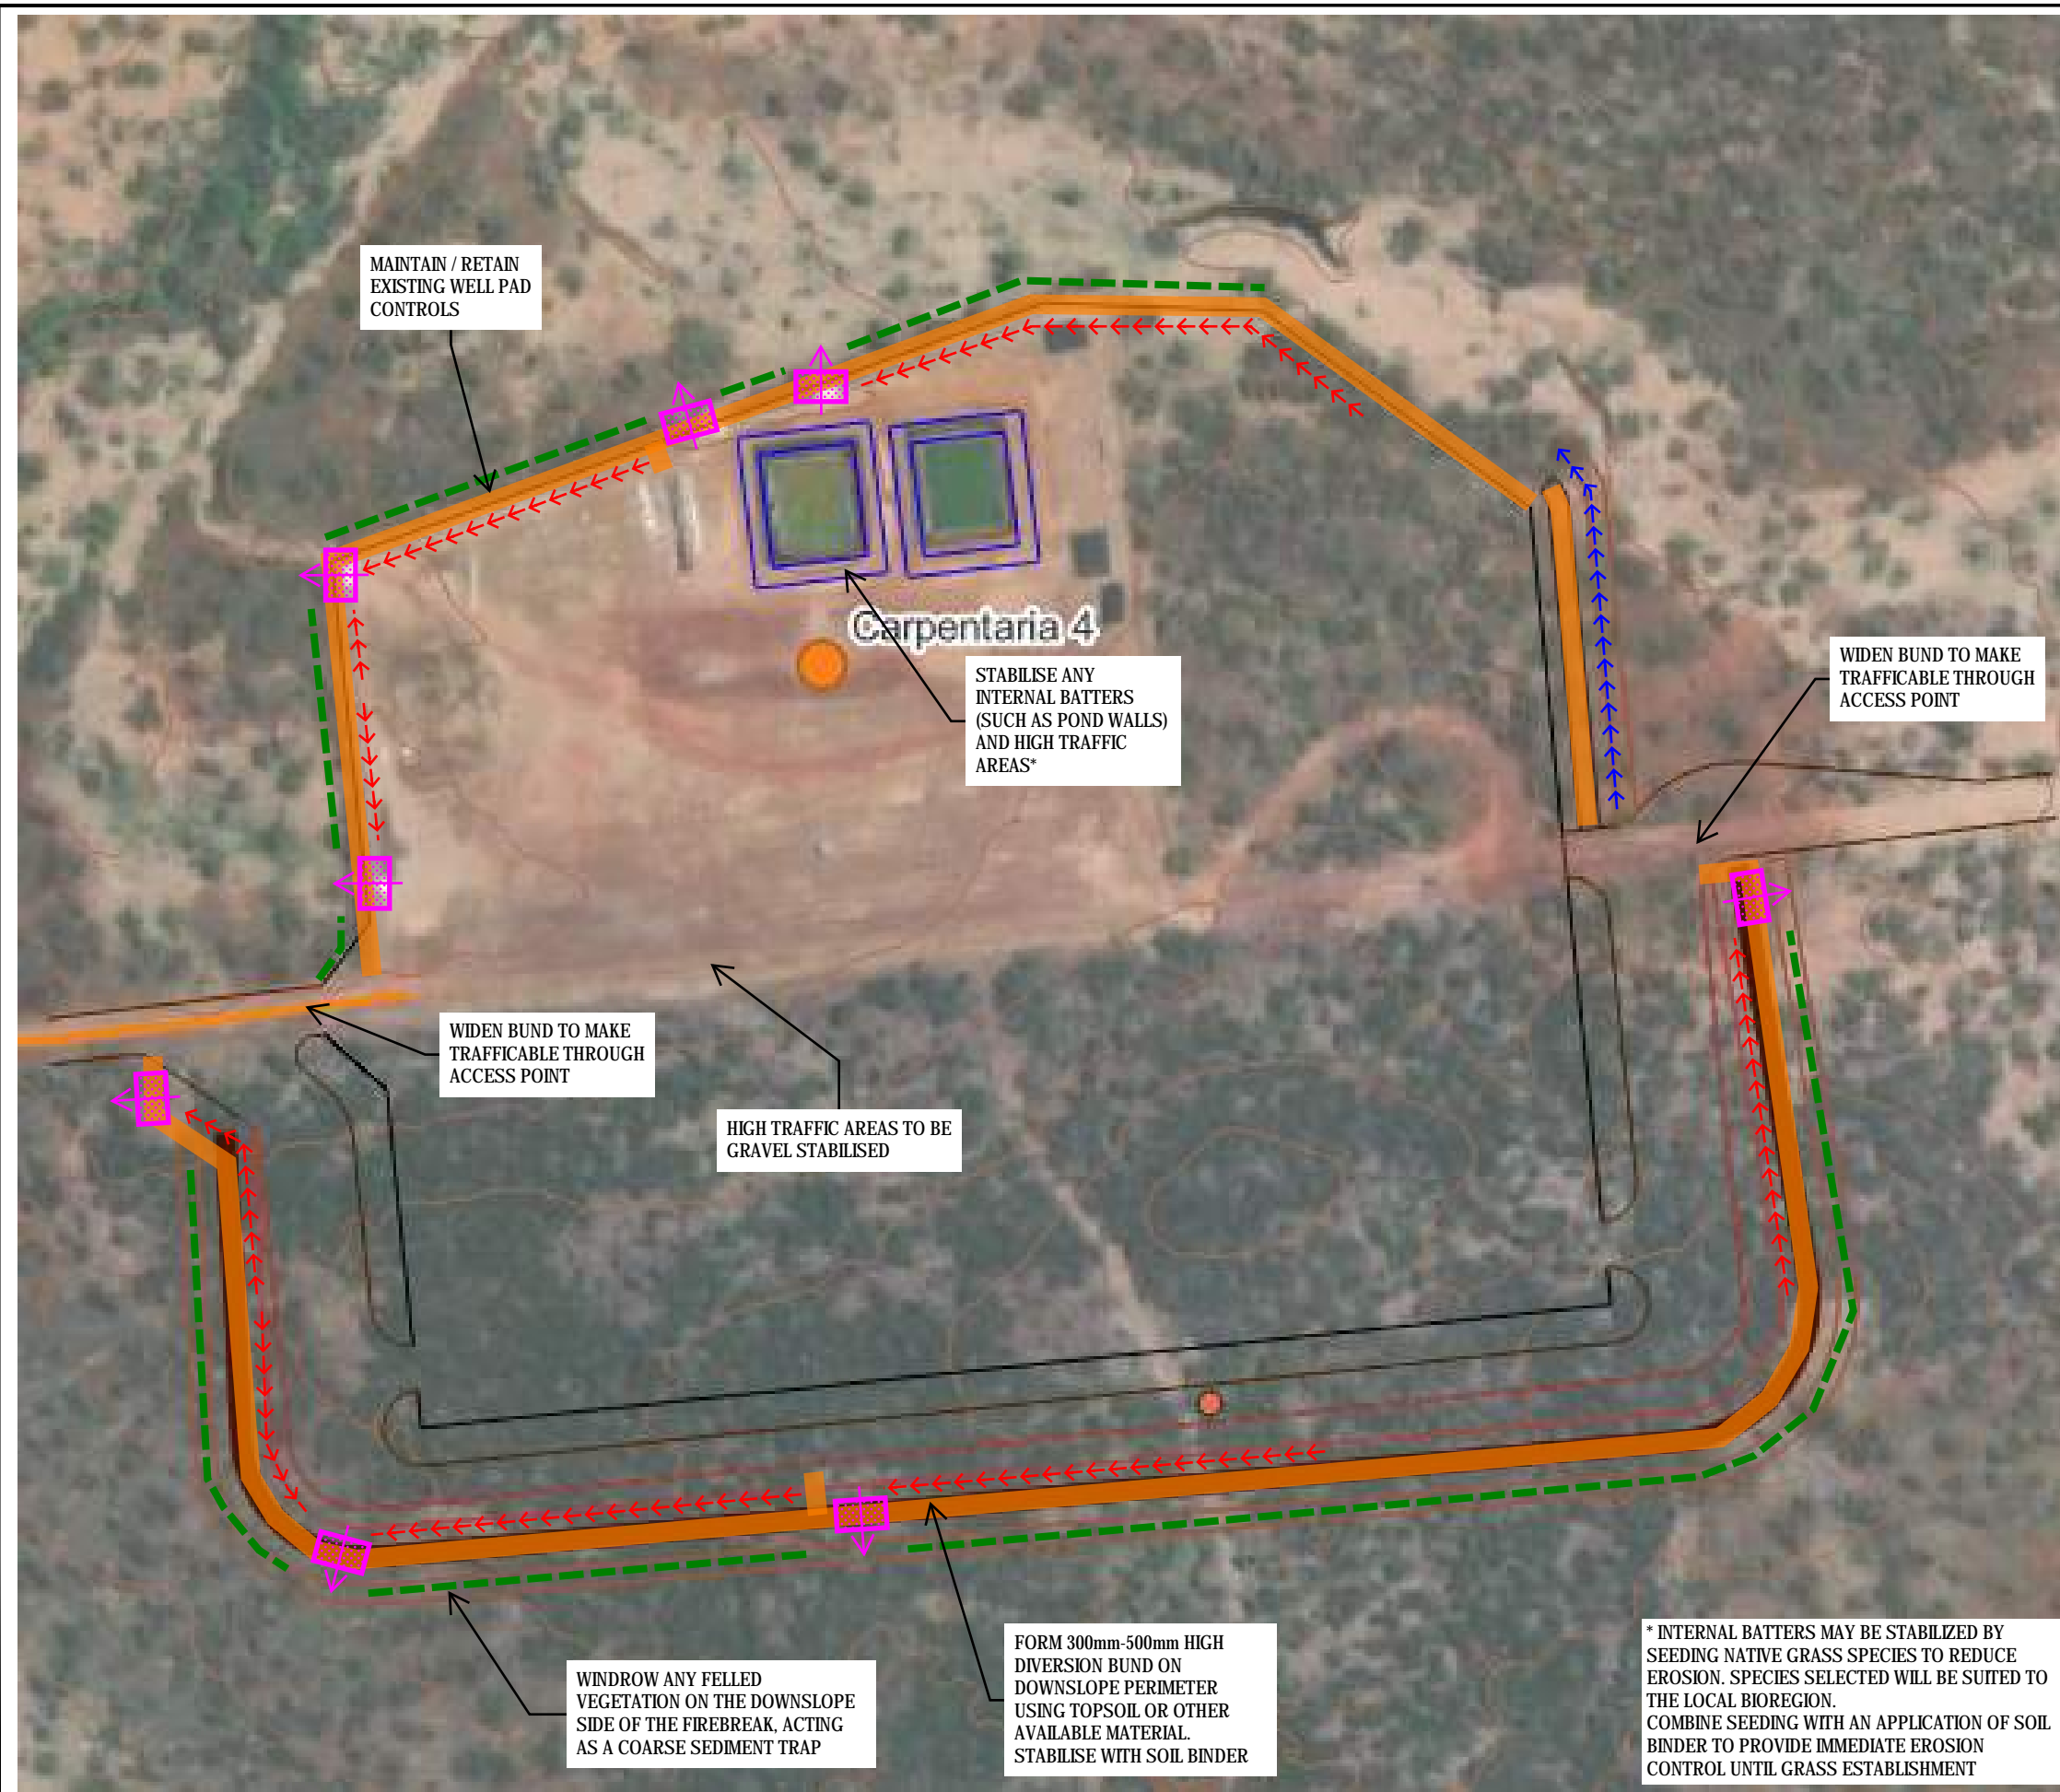 MAINTAIN / RETAIN
EXISTING WELL PAD
CONTROLS
Carpentaria 4
STABILISE ANY
INTERNAL BATTERS
(SUCH AS POND WALLS)
AND HIGH TRAFFIC
AREAS*
WIDEN BUND TO MAKE
TRAFFICABLE THROUGH
ACCESS POINT
WIDEN BUND TO MAKE
TRAFFICABLE THROUGH
ACCESS POINT
HIGH TRAFFIC AREAS TO BE
GRAVEL STABILISED
WINDROW ANY FELLED
VEGETATION ON THE DOWNSLOPE
SIDE OF THE FIREBREAK, ACTING
AS A COARSE SEDIMENT TRAP
FORM 300mm-500mm HIGH
DIVERSION BUND ON
DOWNSLOPE PERIMETER
USING TOPSOIL OR OTHER
AVAILABLE MATERIAL.
STABILISE WITH SOIL BINDER
* INTERNAL BATTERS MAY BE STABILIZED BY
SEEDING NATIVE GRASS SPECIES TO REDUCE
EROSION. SPECIES SELECTED WILL BE SUITED TO
THE LOCAL BIOREGION.
COMBINE SEEDING WITH AN APPLICATION OF SOIL
BINDER TO PROVIDE IMMEDIATE EROSION
CONTROL UNTIL GRASS ESTABLISHMENT